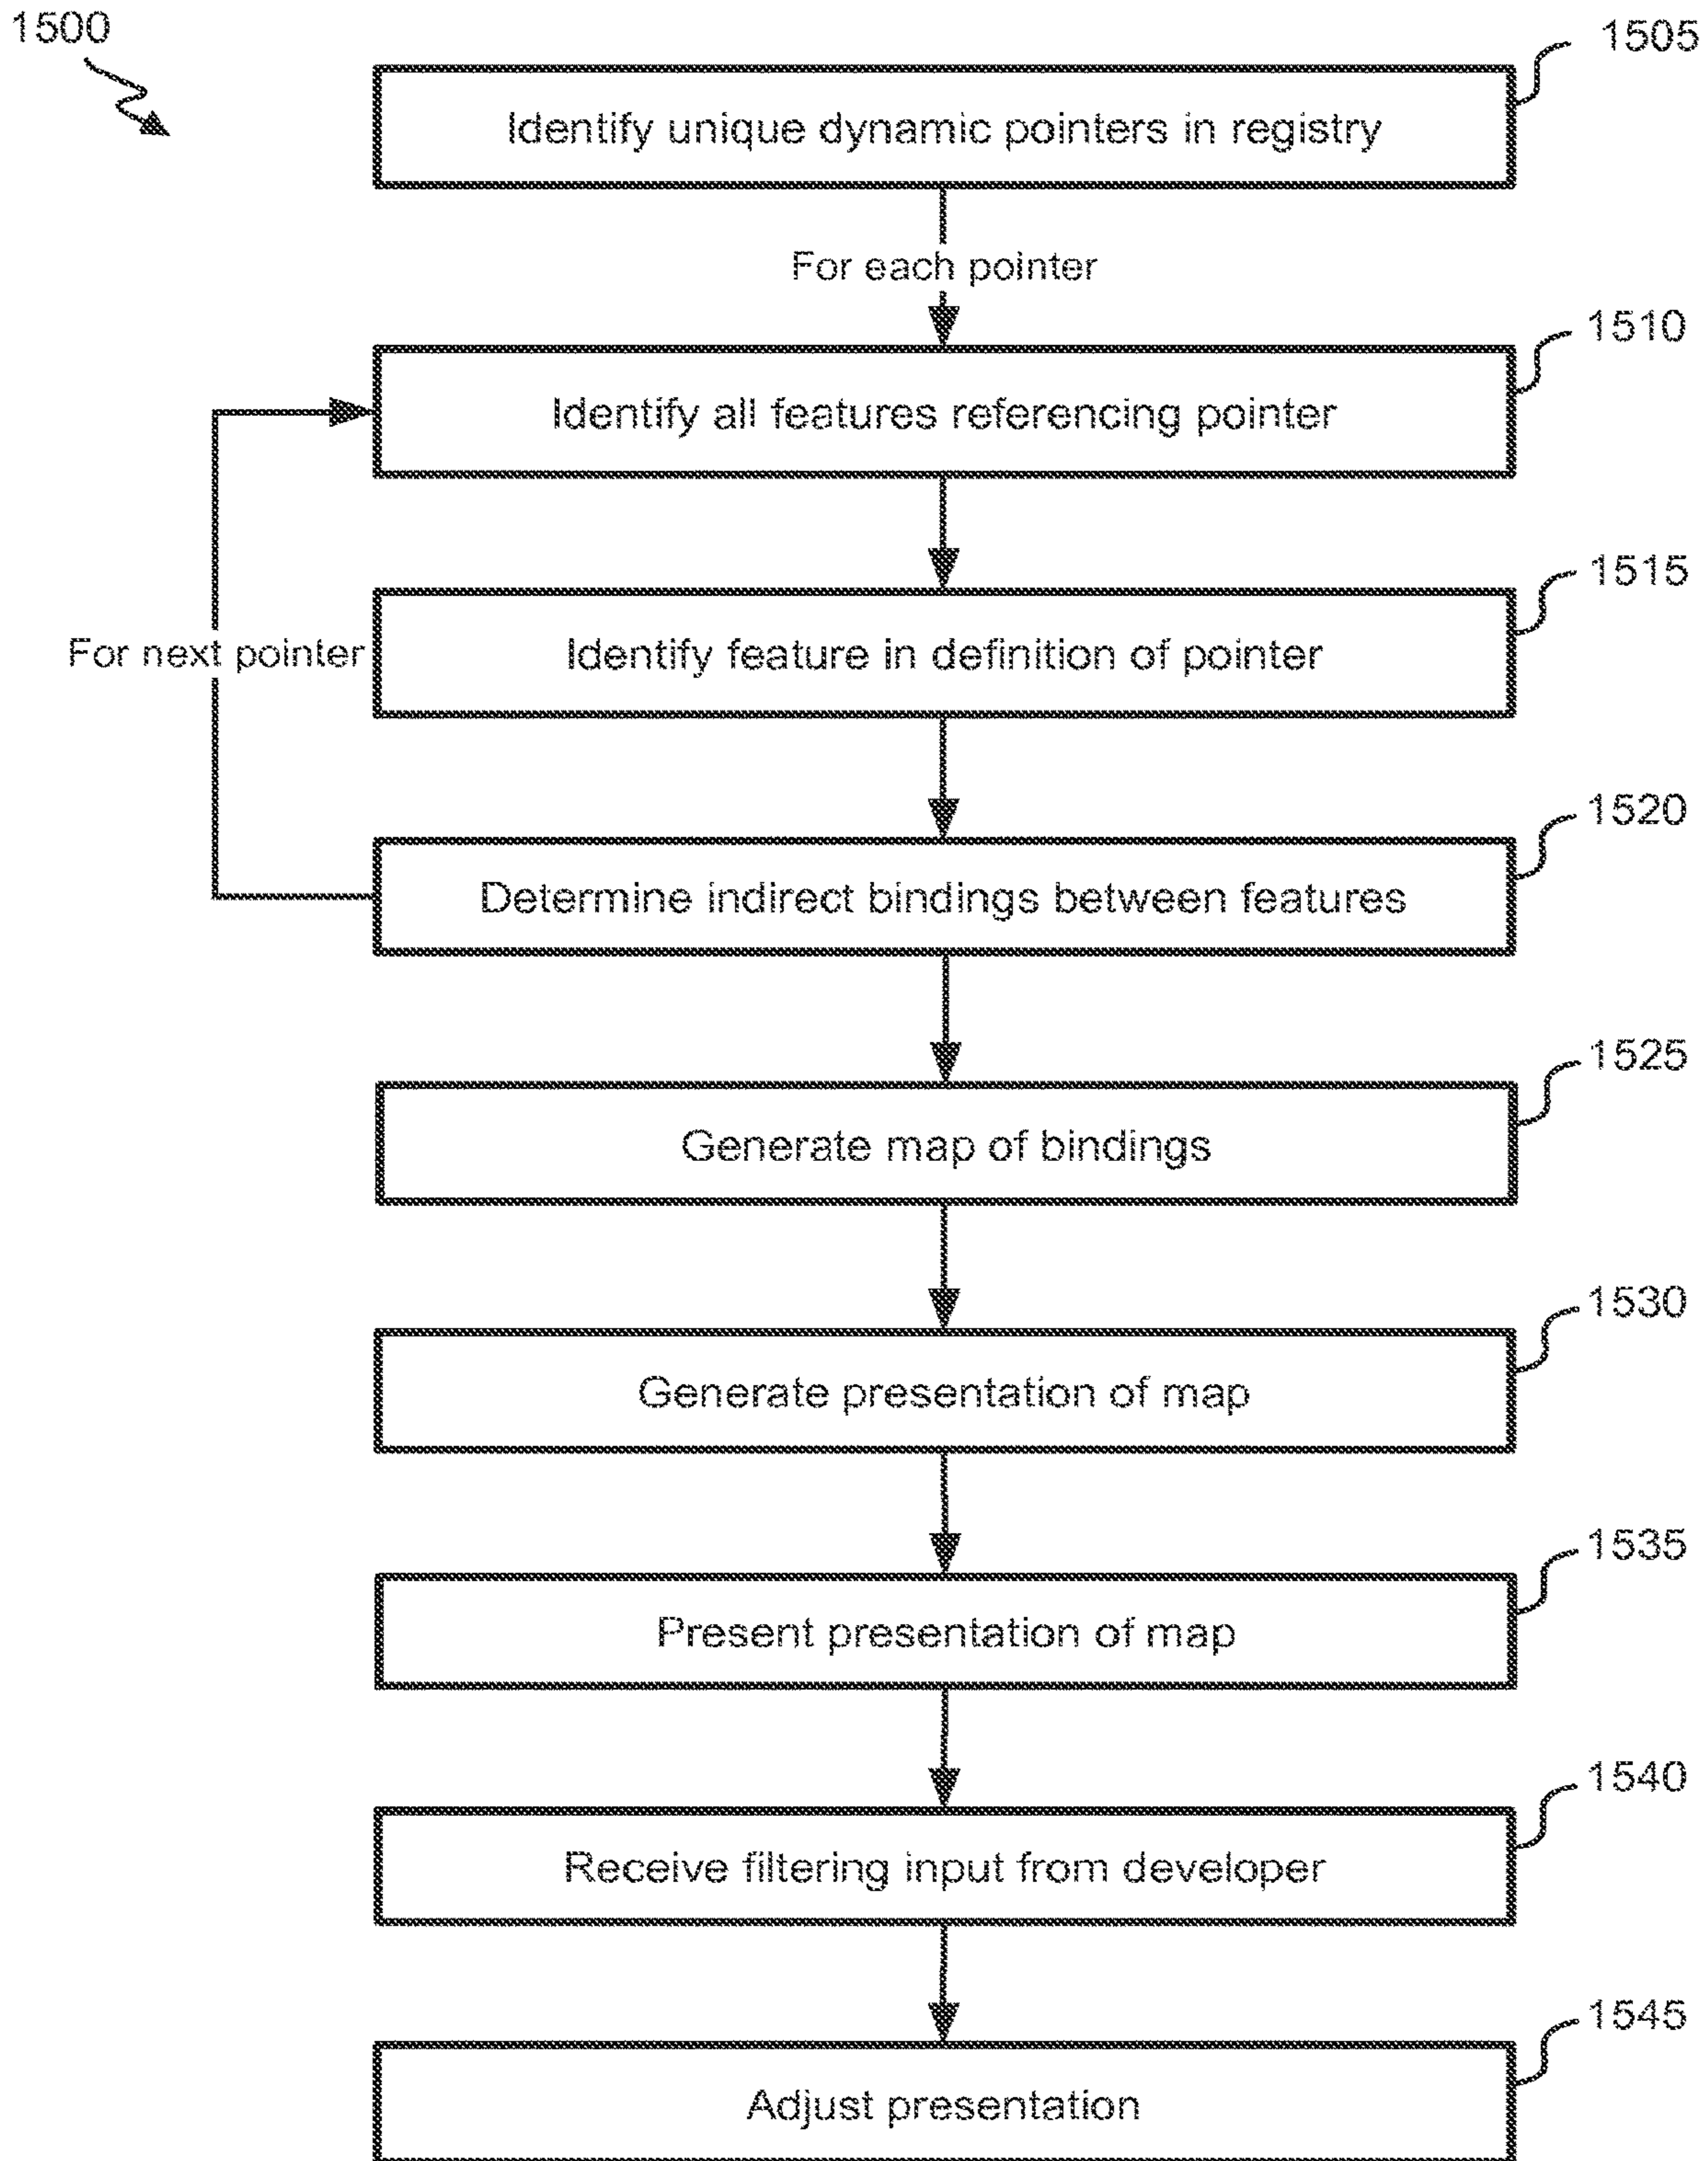 1500
1505
Identify unique dynamic pointers in registry
For each pointer
1510
Identify all features referencing pointer
1515
Identify feature in definition of pointer
For next pointer
1520
Determine indirect bindings between features
1525
Generate map of bindings
1530
Generate presentation of map
1535
Present presentation of map
1540
Receive filtering input from developer
1545
Adjust presentation